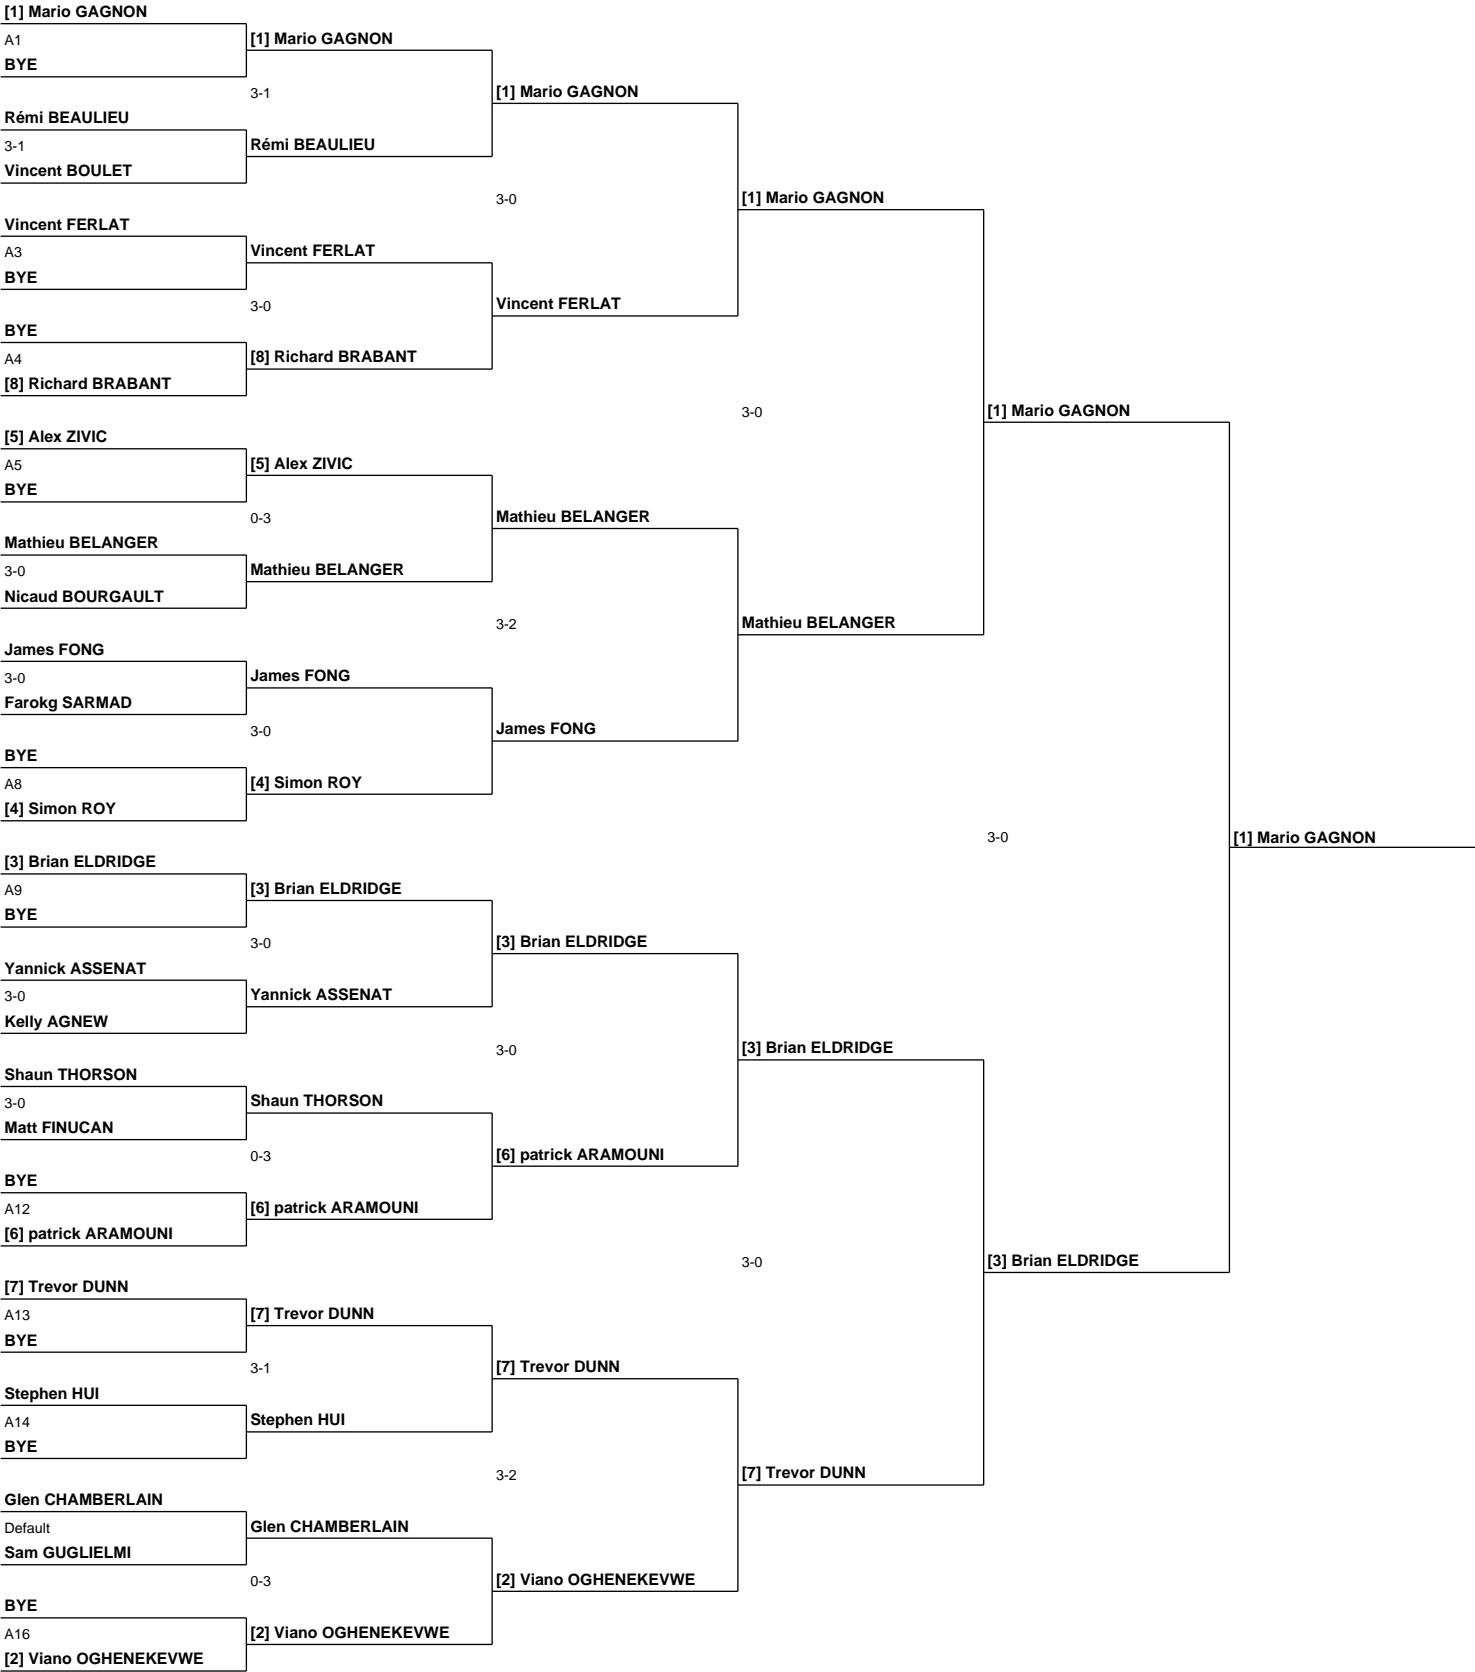 [1] Mario GAGNON
A1
BYE
Rémi BEAULIEU
3-1
Vincent BOULET
Vincent FERLAT
A3
BYE
BYE
A4
[8] Richard BRABANT
[5] Alex ZIVIC
A5
BYE
Mathieu BELANGER
3-0
Nicaud BOURGAULT
James FONG
3-0
Farokg SARMAD
BYE
A8
[4] Simon ROY
[3] Brian ELDRIDGE
A9
BYE
Yannick ASSENAT
3-0
Kelly AGNEW
Shaun THORSON
3-0
Matt FINUCAN
BYE
A12
[6] patrick ARAMOUNI
[7] Trevor DUNN
A13
BYE
Stephen HUI
A14
BYE
Glen CHAMBERLAIN
Default
Sam GUGLIELMI
BYE
A16
[2] Viano OGHENEKEVWE
[1] Mario GAGNON
3-1
Rémi BEAULIEU
Vincent FERLAT
3-0
[8] Richard BRABANT
[5] Alex ZIVIC
0-3
Mathieu BELANGER
James FONG
3-0
[4] Simon ROY
[3] Brian ELDRIDGE
3-0
Yannick ASSENAT
Shaun THORSON
0-3
[6] patrick ARAMOUNI
[7] Trevor DUNN
3-1
Stephen HUI
Glen CHAMBERLAIN
0-3
[2] Viano OGHENEKEVWE
[1] Mario GAGNON
3-0
Vincent FERLAT
Mathieu BELANGER
3-2
James FONG
[3] Brian ELDRIDGE
3-0
[6] patrick ARAMOUNI
[7] Trevor DUNN
3-2
[2] Viano OGHENEKEVWE
[1] Mario GAGNON
3-0
Mathieu BELANGER
[3] Brian ELDRIDGE
3-0
[7] Trevor DUNN
[1] Mario GAGNON
3-0
[3] Brian ELDRIDGE
[1] Mario GAGNON